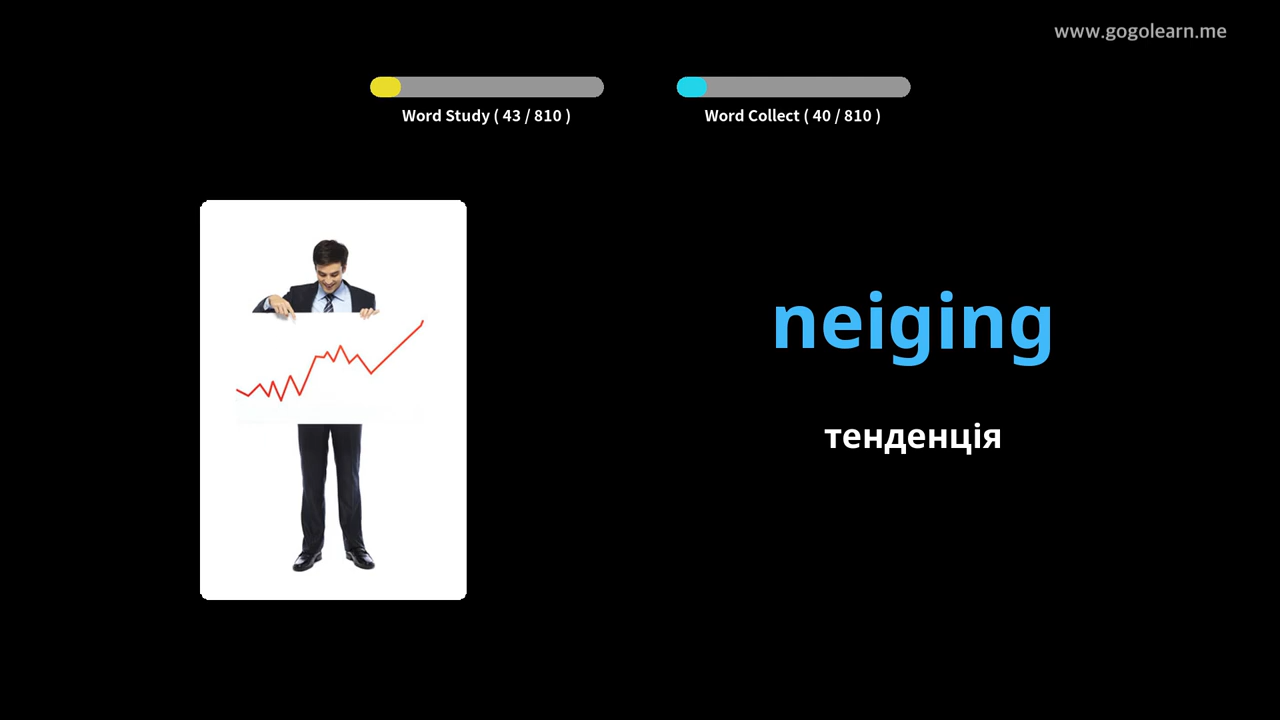 www.gogolearn.me
Word Study ( 43 / 810 )
Word Collect ( 40 / 810 )
neiging
тенденція